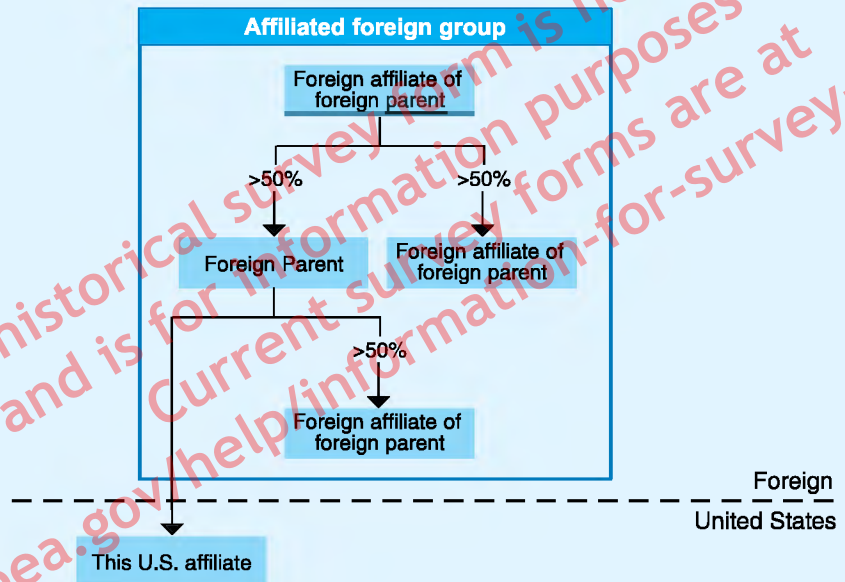 Affiliated foreign group
Foreign affiliate of
foreign parent
>50%
>50%
Foreign Parent
Foreign affiliate of
foreign parent
>50%
Foreign affiliate of
foreign parent
Foreign
United States
This U.S. affiliate
historical survey form is
and is for information purposes
Current survey forms are at
bea.gov/help/information-for-survey-